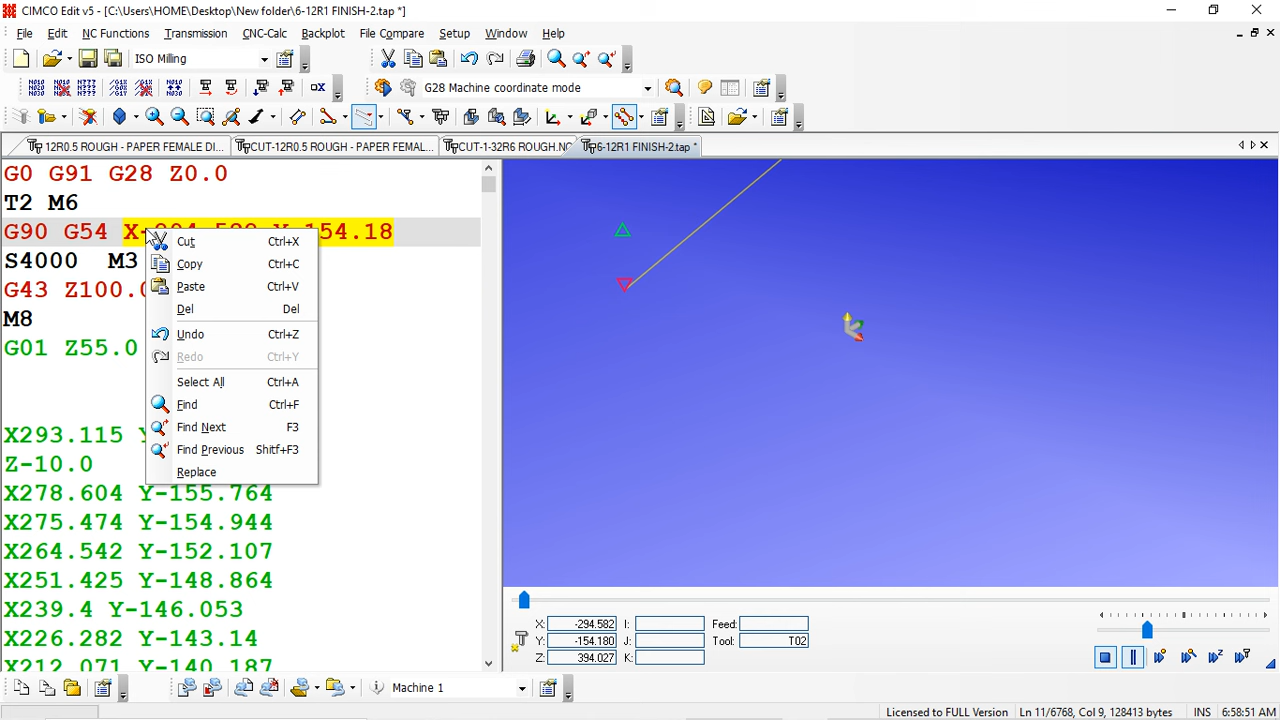 CIMCO Edit v5 - [C:\Users\HOME\Desktop\New folder\6-12R1 FINISH-2.tap *]
File Edit NC Functions Transmission CNC-Calc Backplot File Compare Setup Window Help
ISO Milling
G28 Machine coordinate mode
12R0.5 ROUGH - PAPER FEMALE DI... CUT-12R0.5 ROUGH - PAPER FEMAL... CUT-1-32R6 ROUGH.NC 6-12R1 FINISH-2.tap *
G0 G91 G28 Z0.0
T2 M6
G90 G54
S4000 M3
G43 Z100.0
M8
G01 Z55.0
X293.115
Z-10.0
X278.604 Y-155.764
X275.474 Y-154.944
X264.542 Y-152.107
X251.425 Y-148.864
X239.4 Y-146.053
X226.282 Y-143.14
X212.071 Y-140.187
Cut Ctrl+X
Copy Ctrl+C
Paste Ctrl+V
Del Del
Undo Ctrl+Z
Redo Ctrl+Y
Select All Ctrl+A
Find Ctrl+F
Find Next F3
Find Previous Shitf+F3
Replace
X: -294.582 I: Feed:
Y: -154.180 J: Tool: T02
Z: 394.027 K:
Machine 1
Licensed to FULL Version Ln 11/6768, Col 9, 128413 bytes INS 6:58:51 AM